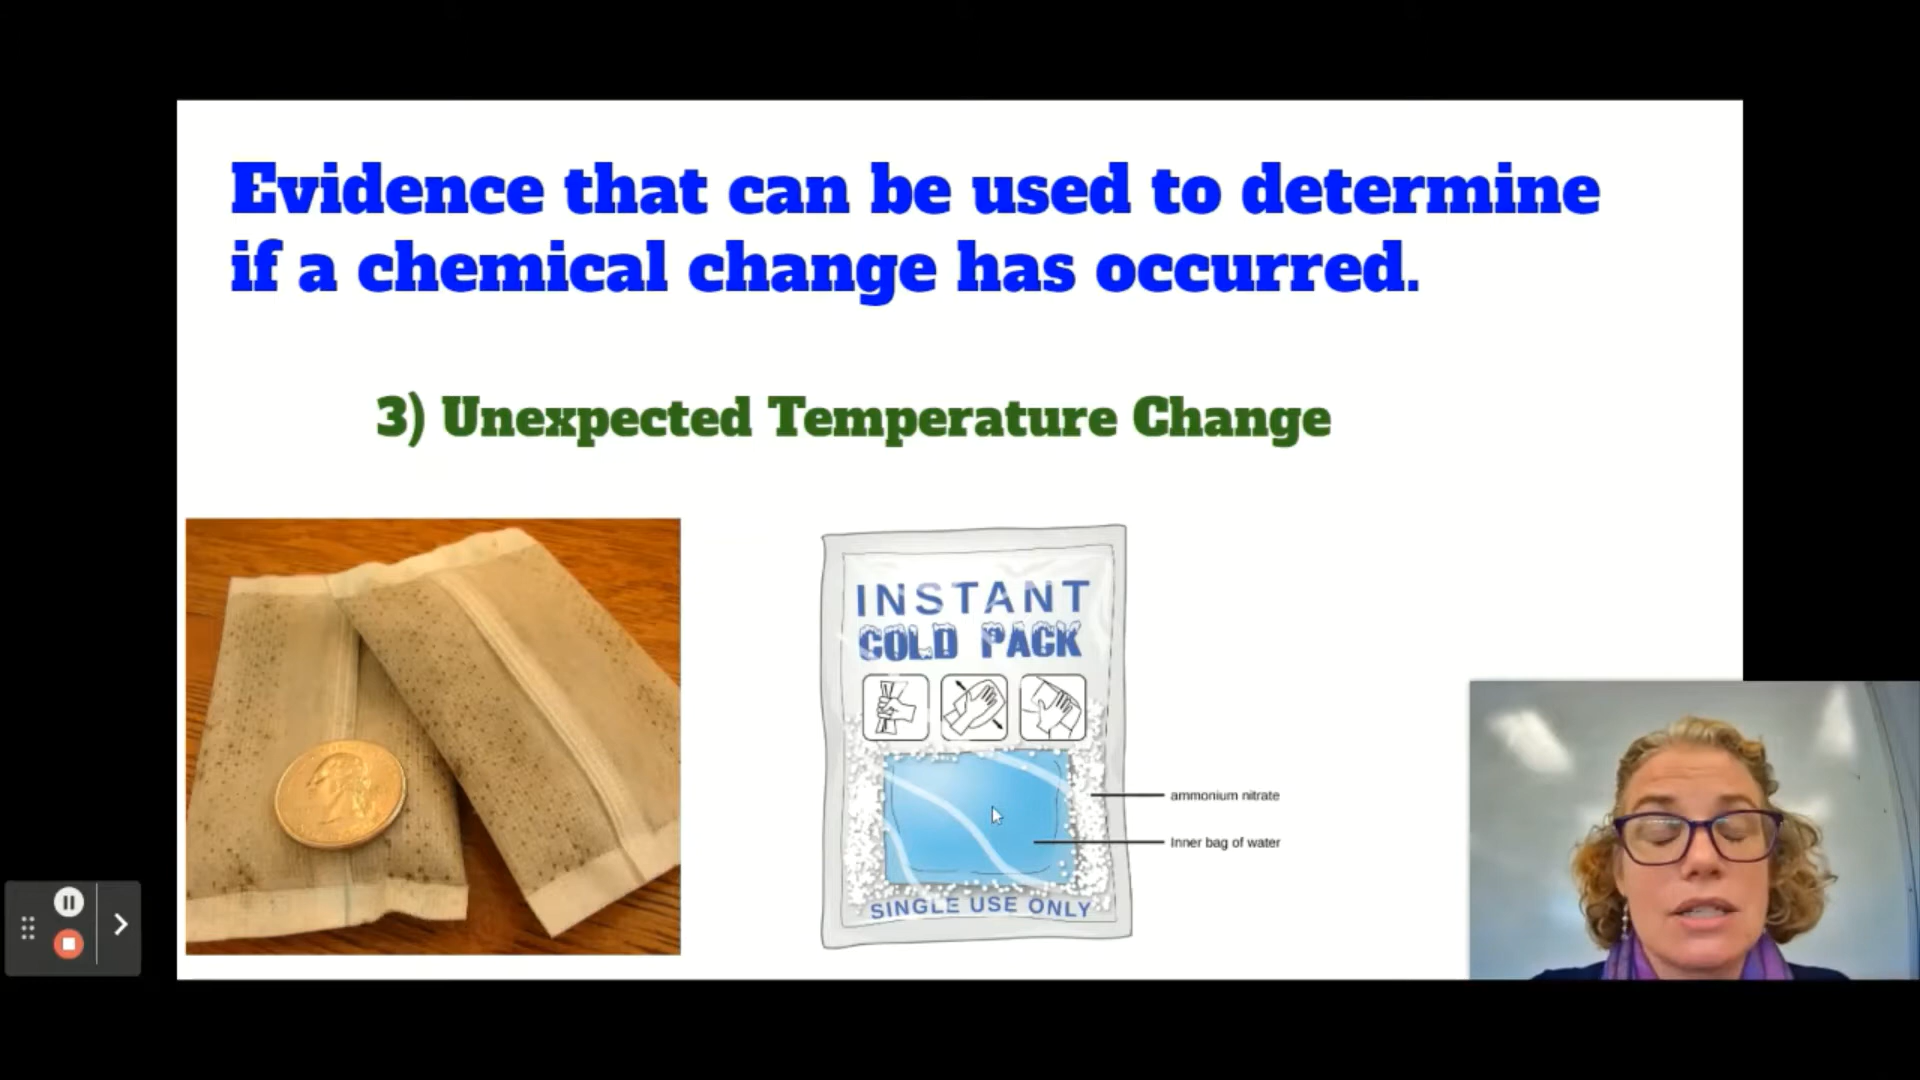 Evidence that can be used to determine
if a chemical change has occurred.
3) Unexpected Temperature Change
INSTANT
COLD PACK
ammonium nitrate
Inner bag of water
SINGLE USE ONLY